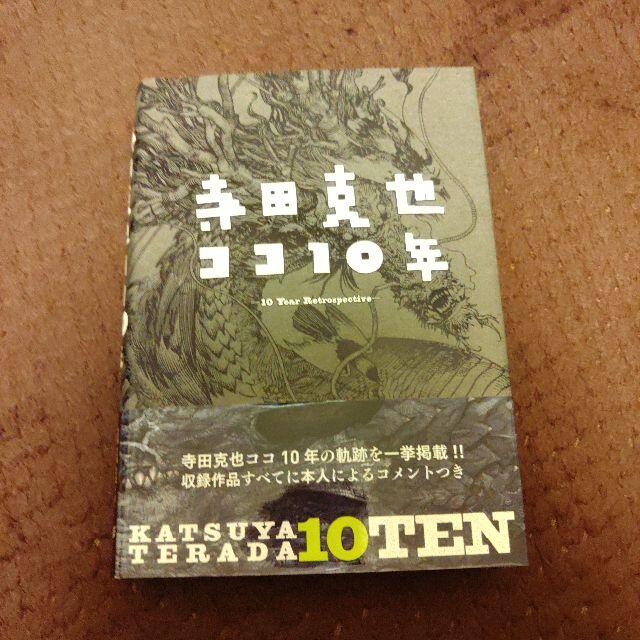 寺田克也
ココ10年
10 Year Retrospective
寺田克也ココ10年の軌跡を一挙掲載!!
収録作品すべてに本人によるコメントつき
KATSUYA
TERADA
10TEN